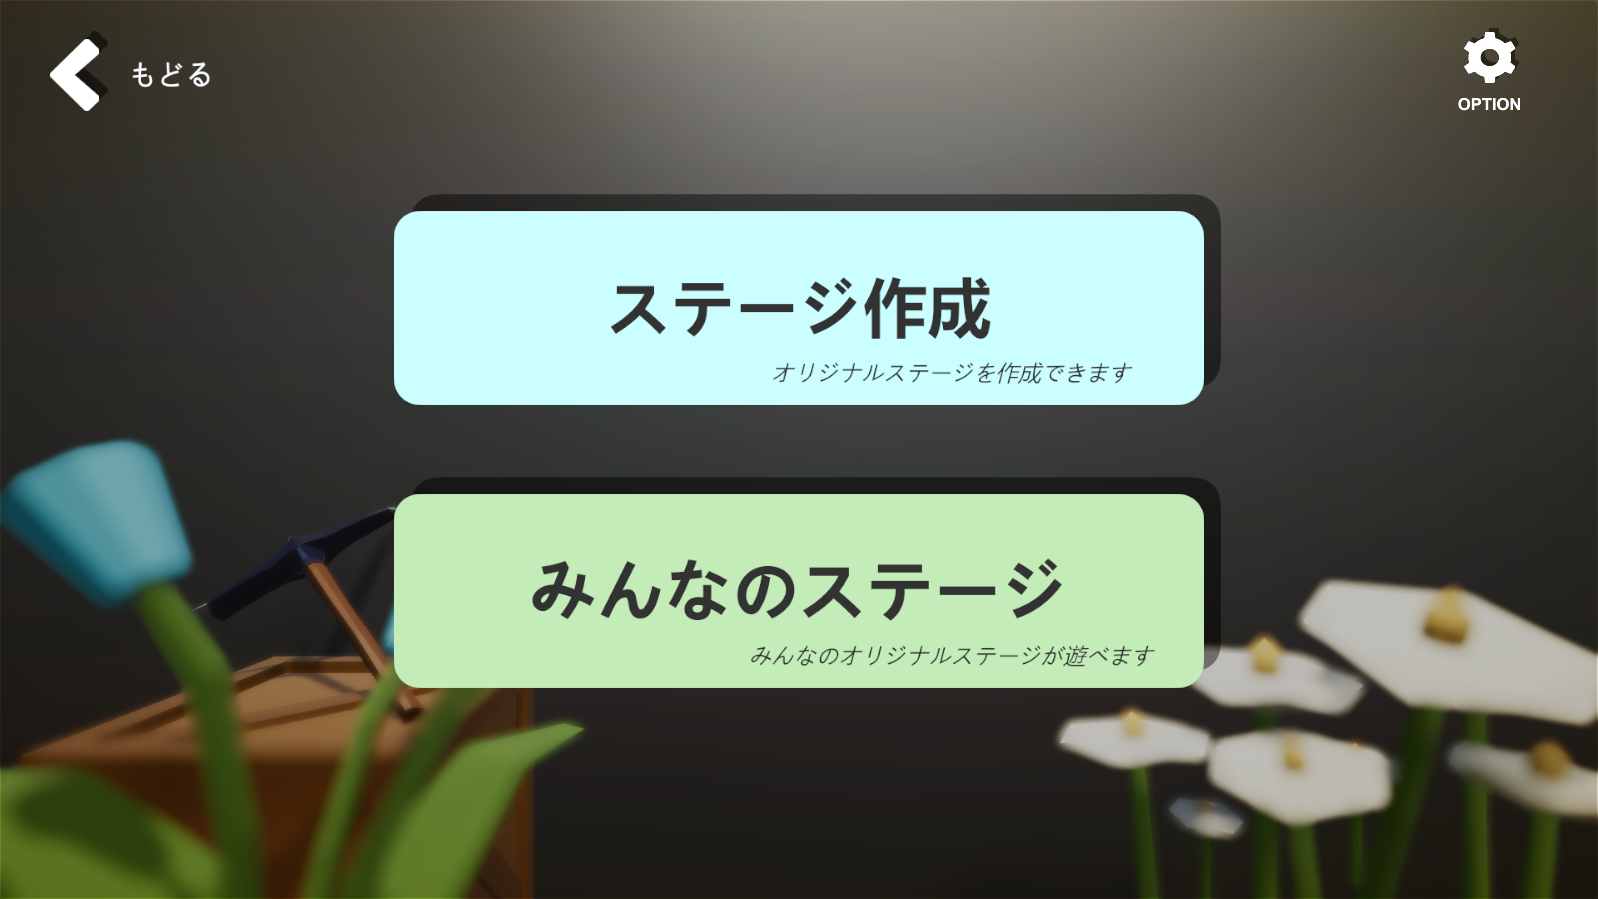 もどる
OPTION
ステージ作成
オリジナルステージを作成できます
みんなのステージ
みんなのオリジナルステージが遊べます